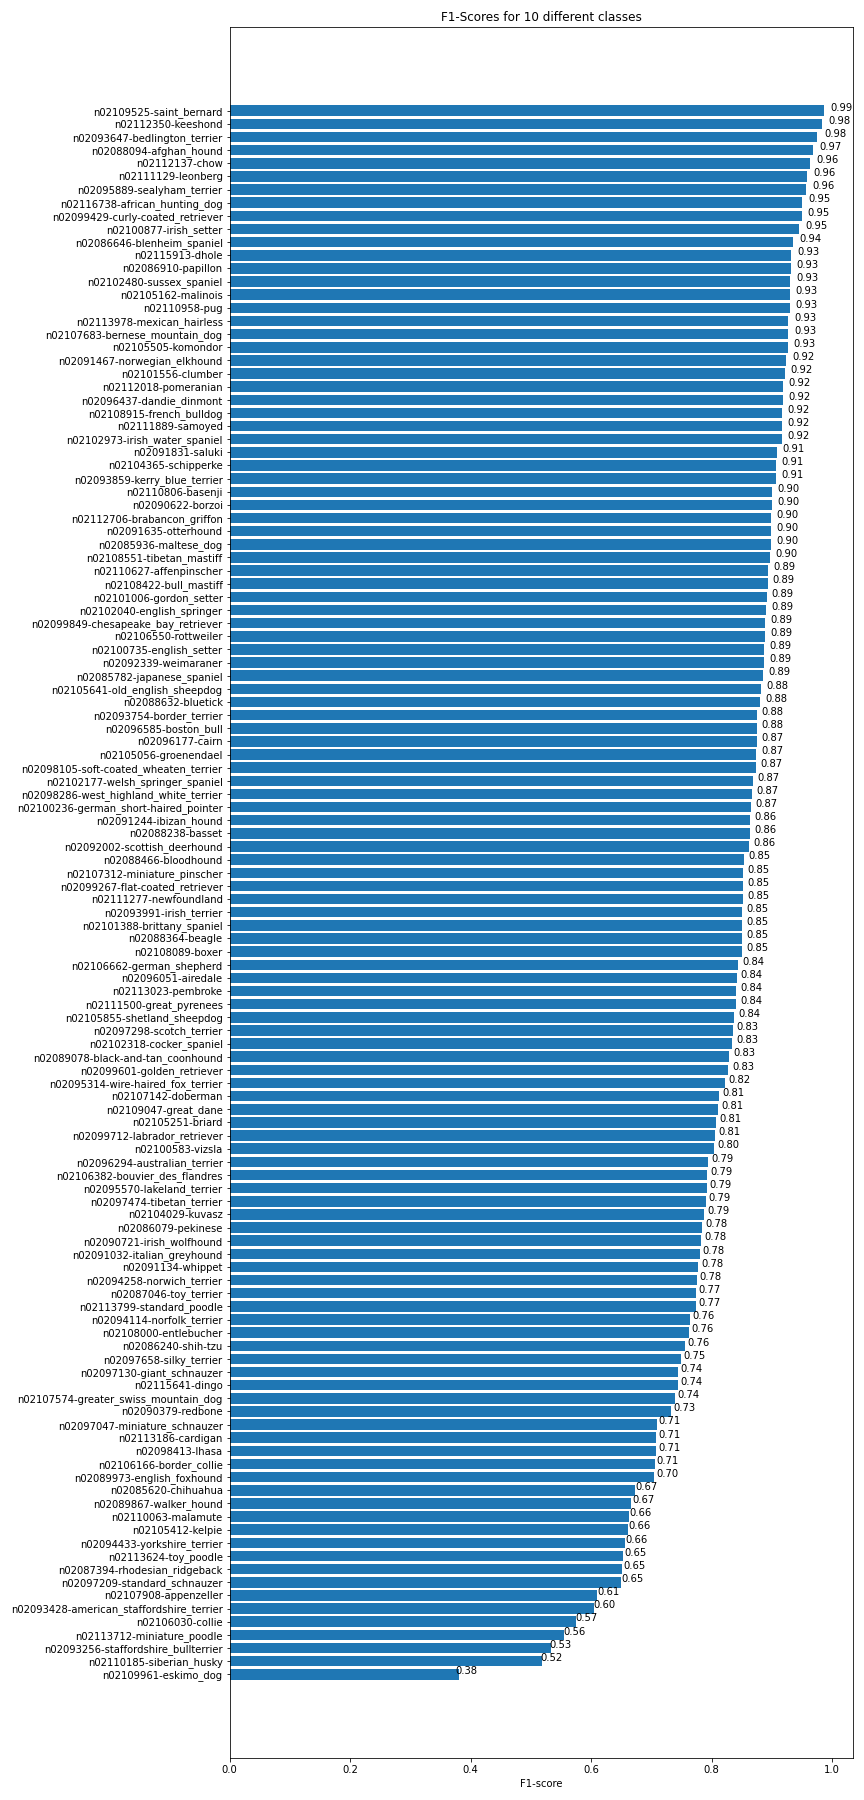 F1-Scores for 10 different classes
n02109525-saint_bernard 0.99
n02112350-keeshond 0.98
n02093647-bedlington_terrier 0.98
n02088094-afghan_hound 0.97
n02112137-chow 0.96
n02111129-leonberg 0.96
n02095889-sealyham_terrier 0.96
n02116738-african_hunting_dog 0.95
n02099429-curly-coated_retriever 0.95
n02100877-irish_setter 0.95
n02086646-blenheim_spaniel 0.94
n02115913-dhole 0.93
n02086910-papillon 0.93
n02102480-sussex_spaniel 0.93
n02105162-malinois 0.93
n02110958-pug 0.93
n02113978-mexican_hairless 0.93
n02107683-bernese_mountain_dog 0.93
n02105505-komondor 0.93
n02091467-norwegian_elkhound 0.92
n02101556-clumber 0.92
n02112018-pomeranian 0.92
n02096437-dandie_dinmont 0.92
n02108915-french_bulldog 0.92
n02111889-samoyed 0.92
n02102973-irish_water_spaniel 0.92
n02091831-saluki 0.91
n02104365-schipperke 0.91
n02093859-kerry_blue_terrier 0.91
n02110806-basenji 0.90
n02090622-borzoi 0.90
n02112706-brabancon_griffon 0.90
n02091635-otterhound 0.90
n02085936-maltese_dog 0.90
n02108551-tibetan_mastiff 0.90
n02110627-affenpinscher 0.89
n02108422-bull_mastiff 0.89
n02101006-gordon_setter 0.89
n02102040-english_springer 0.89
n02099849-chesapeake_bay_retriever 0.89
n02106550-rottweiler 0.89
n02100735-english_setter 0.89
n02092339-weimaraner 0.89
n02085782-japanese_spaniel 0.89
n02105641-old_english_sheepdog 0.88
n02088632-bluetick 0.88
n02093754-border_terrier 0.88
n02096585-boston_bull 0.88
n02096177-cairn 0.87
n02105056-groenendael 0.87
n02098105-soft-coated_wheaten_terrier 0.87
n02102177-welsh_springer_spaniel 0.87
n02098286-west_highland_white_terrier 0.87
n02100236-german_short-haired_pointer 0.87
n02091244-ibizan_hound 0.86
n02088238-basset 0.86
n02092002-scottish_deerhound 0.86
n02088466-bloodhound 0.85
n02107312-miniature_pinscher 0.85
n02099267-flat-coated_retriever 0.85
n02111277-newfoundland 0.85
n02093991-irish_terrier 0.85
n02101388-brittany_spaniel 0.85
n02088364-beagle 0.85
n02108089-boxer 0.85
n02106662-german_shepherd 0.84
n02096051-airedale 0.84
n02113023-pembroke 0.84
n02111500-great_pyrenees 0.84
n02105855-shetland_sheepdog 0.84
n02097298-scotch_terrier 0.83
n02102318-cocker_spaniel 0.83
n02089078-black-and-tan_coonhound 0.83
n02099601-golden_retriever 0.83
n02095314-wire-haired_fox_terrier 0.82
n02107142-doberman 0.81
n02109047-great_dane 0.81
n02105251-briard 0.81
n02099712-labrador_retriever 0.81
n02100583-vizsla 0.80
n02096294-australian_terrier 0.79
n02106382-bouvier_des_flandres 0.79
n02095570-lakeland_terrier 0.79
n02097474-tibetan_terrier 0.79
n02104029-kuvasz 0.79
n02086079-pekinese 0.78
n02090721-irish_wolfhound 0.78
n02091032-italian_greyhound 0.78
n02091134-whippet 0.78
n02094258-norwich_terrier 0.78
n02087046-toy_terrier 0.77
n02113799-standard_poodle 0.77
n02094114-norfolk_terrier 0.76
n02108000-entlebucher 0.76
n02086240-shih-tzu 0.76
n02097658-silky_terrier 0.75
n02097130-giant_schnauzer 0.74
n02115641-dingo 0.74
n02107574-greater_swiss_mountain_dog 0.74
n02090379-redbone 0.73
n02097047-miniature_schnauzer 0.71
n02113186-cardigan 0.71
n02098413-lhasa 0.71
n02106166-border_collie 0.71
n02089973-english_foxhound 0.70
n02085620-chihuahua 0.67
n02089867-walker_hound 0.67
n02110063-malamute 0.66
n02105412-kelpie 0.66
n02094433-yorkshire_terrier 0.66
n02113624-toy_poodle 0.65
n02087394-rhodesian_ridgeback 0.65
n02097209-standard_schnauzer 0.65
n02107908-appenzeller 0.61
n02093428-american_staffordshire_terrier 0.60
n02106030-collie 0.57
n02113712-miniature_poodle 0.56
n02093256-staffordshire_bullterrier 0.53
n02110185-siberian_husky 0.52
n02109961-eskimo_dog 0.38
0.0 0.2 0.4 0.6 0.8 1.0
F1-score